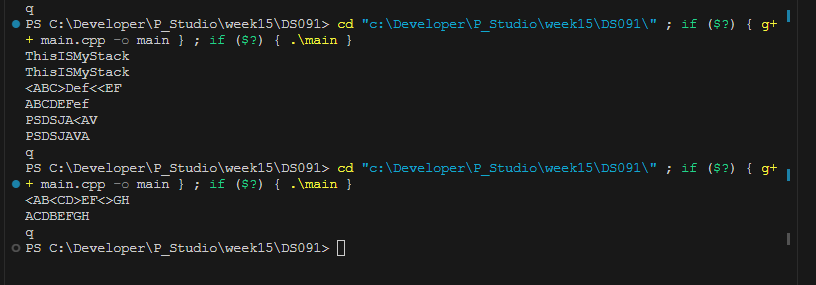 q
PS C:\Developer\P_Studio\week15\DS091> cd "c:\Developer\P_Studio\week15\DS091\" ; if ($?) { g+
+ main.cpp -o main } ; if ($?) { .\main }
ThisISMyStack
ThisISMyStack
<ABC>Def<<EF
ABCDEFef
PSDSJA<AV
PSDSJAVA
q
PS C:\Developer\P_Studio\week15\DS091> cd "c:\Developer\P_Studio\week15\DS091\" ; if ($?) { g+
+ main.cpp -o main } ; if ($?) { .\main }
<AB<CD>EF<>GH
ACDBEFGH
q
PS C:\Developer\P_Studio\week15\DS091>